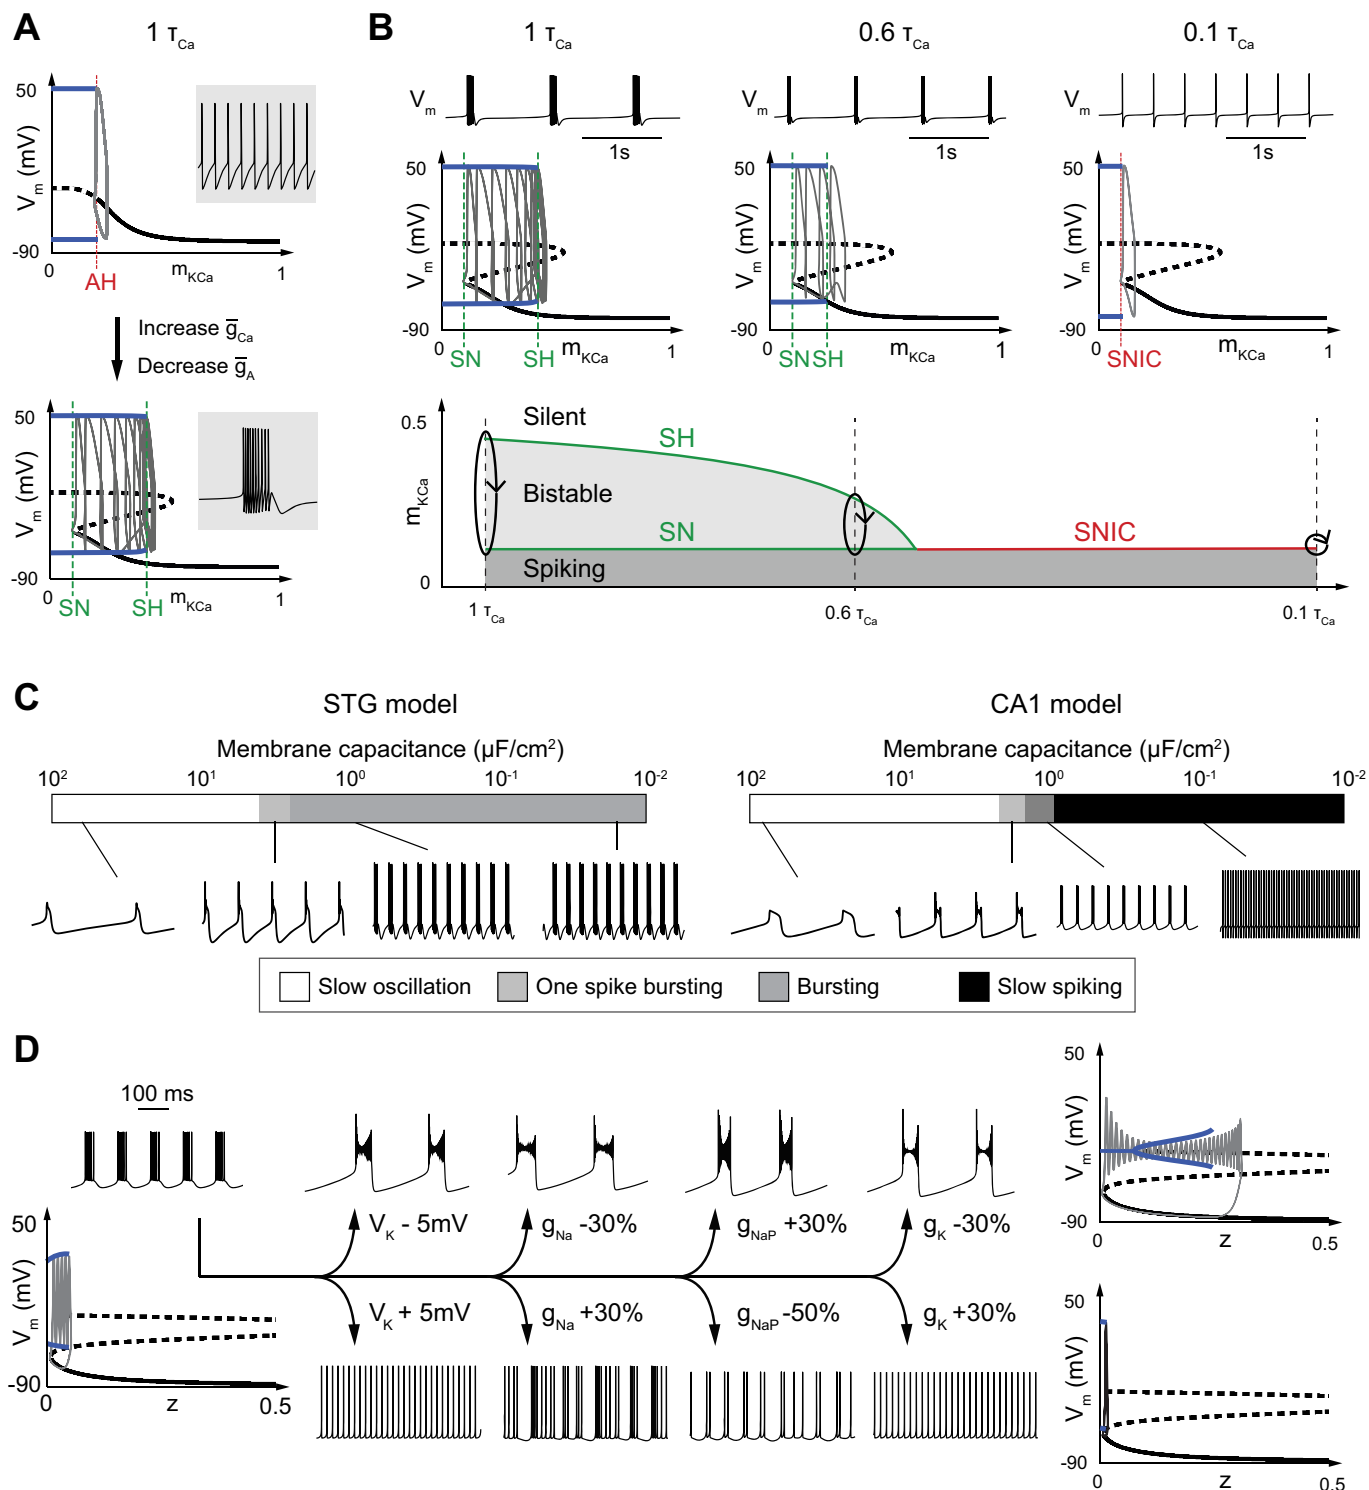 A
1 τCa
50
Vm (mV)
-90
0
AH
mKCa
1
Increase g̅Ca
Decrease g̅A
50
Vm (mV)
-90
0
SN
SH
mKCa
1
B
1 τCa
0.6 τCa
0.1 τCa
Vm
1s
Vm
1s
Vm
1s
50
Vm (mV)
-90
0
SN
SH
mKCa
1
50
Vm (mV)
-90
0
SN
SH
mKCa
1
50
Vm (mV)
-90
0
SNIC
mKCa
1
0.5
mKCa
0
Silent
SH
Bistable
SN
SNIC
Spiking
1 τCa
0.6 τCa
0.1 τCa
C
STG model
Membrane capacitance (μF/cm²)
10² 10¹ 10⁰ 10⁻¹ 10⁻²
CA1 model
Membrane capacitance (μF/cm²)
10² 10¹ 10⁰ 10⁻¹ 10⁻²
Slow oscillation
One spike bursting
Bursting
Slow spiking
D
100 ms
50
Vm (mV)
-90
0
z
0.5
VK - 5mV
gNa -30%
gNaP +30%
gK -30%
VK + 5mV
gNa +30%
gNaP -50%
gK +30%
50
Vm (mV)
-90
0
z
0.5
50
Vm (mV)
-90
0
z
0.5